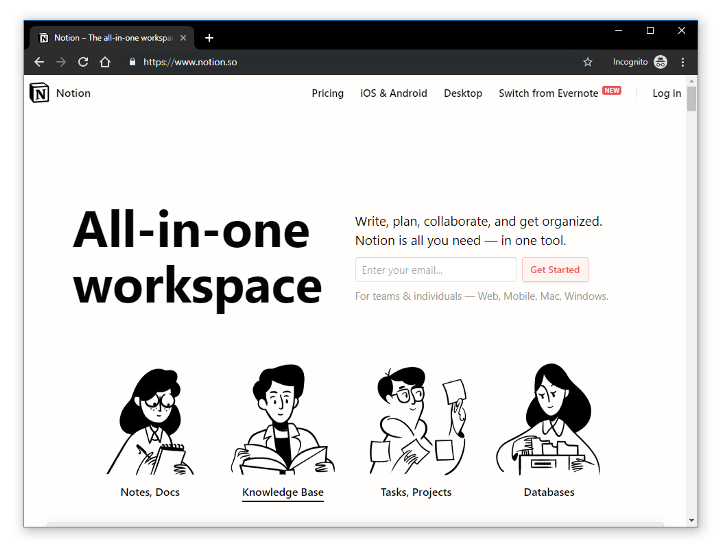 Notion – The all-in-one workspac
https://www.notion.so
Incognito
N Notion
Pricing
iOS & Android
Desktop
Switch from Evernote NEW
Log in
All-in-one
workspace
Write, plan, collaborate, and get organized.
Notion is all you need — in one tool.
Enter your email...
Get Started
For teams & individuals — Web, Mobile, Mac, Windows.
Notes, Docs
Knowledge Base
Tasks, Projects
Databases